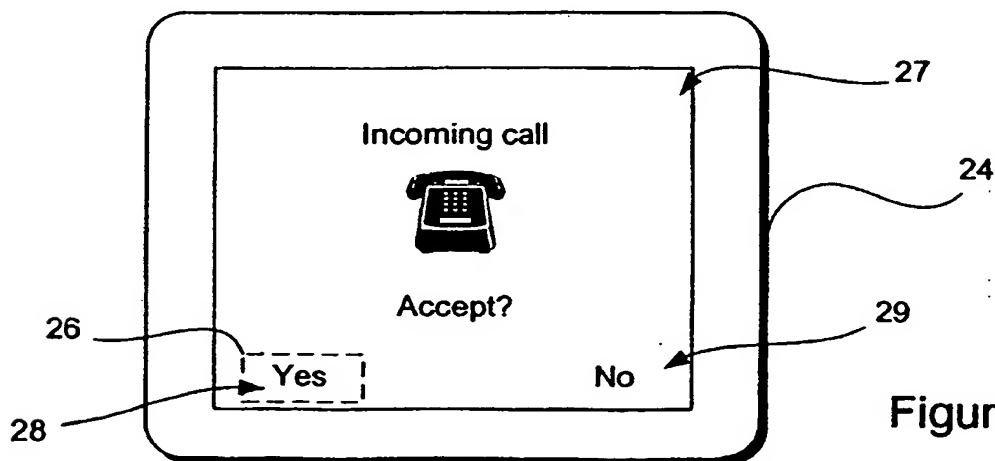 27
Incoming call
24
Accept?
29
26
Yes
No
28
Figur